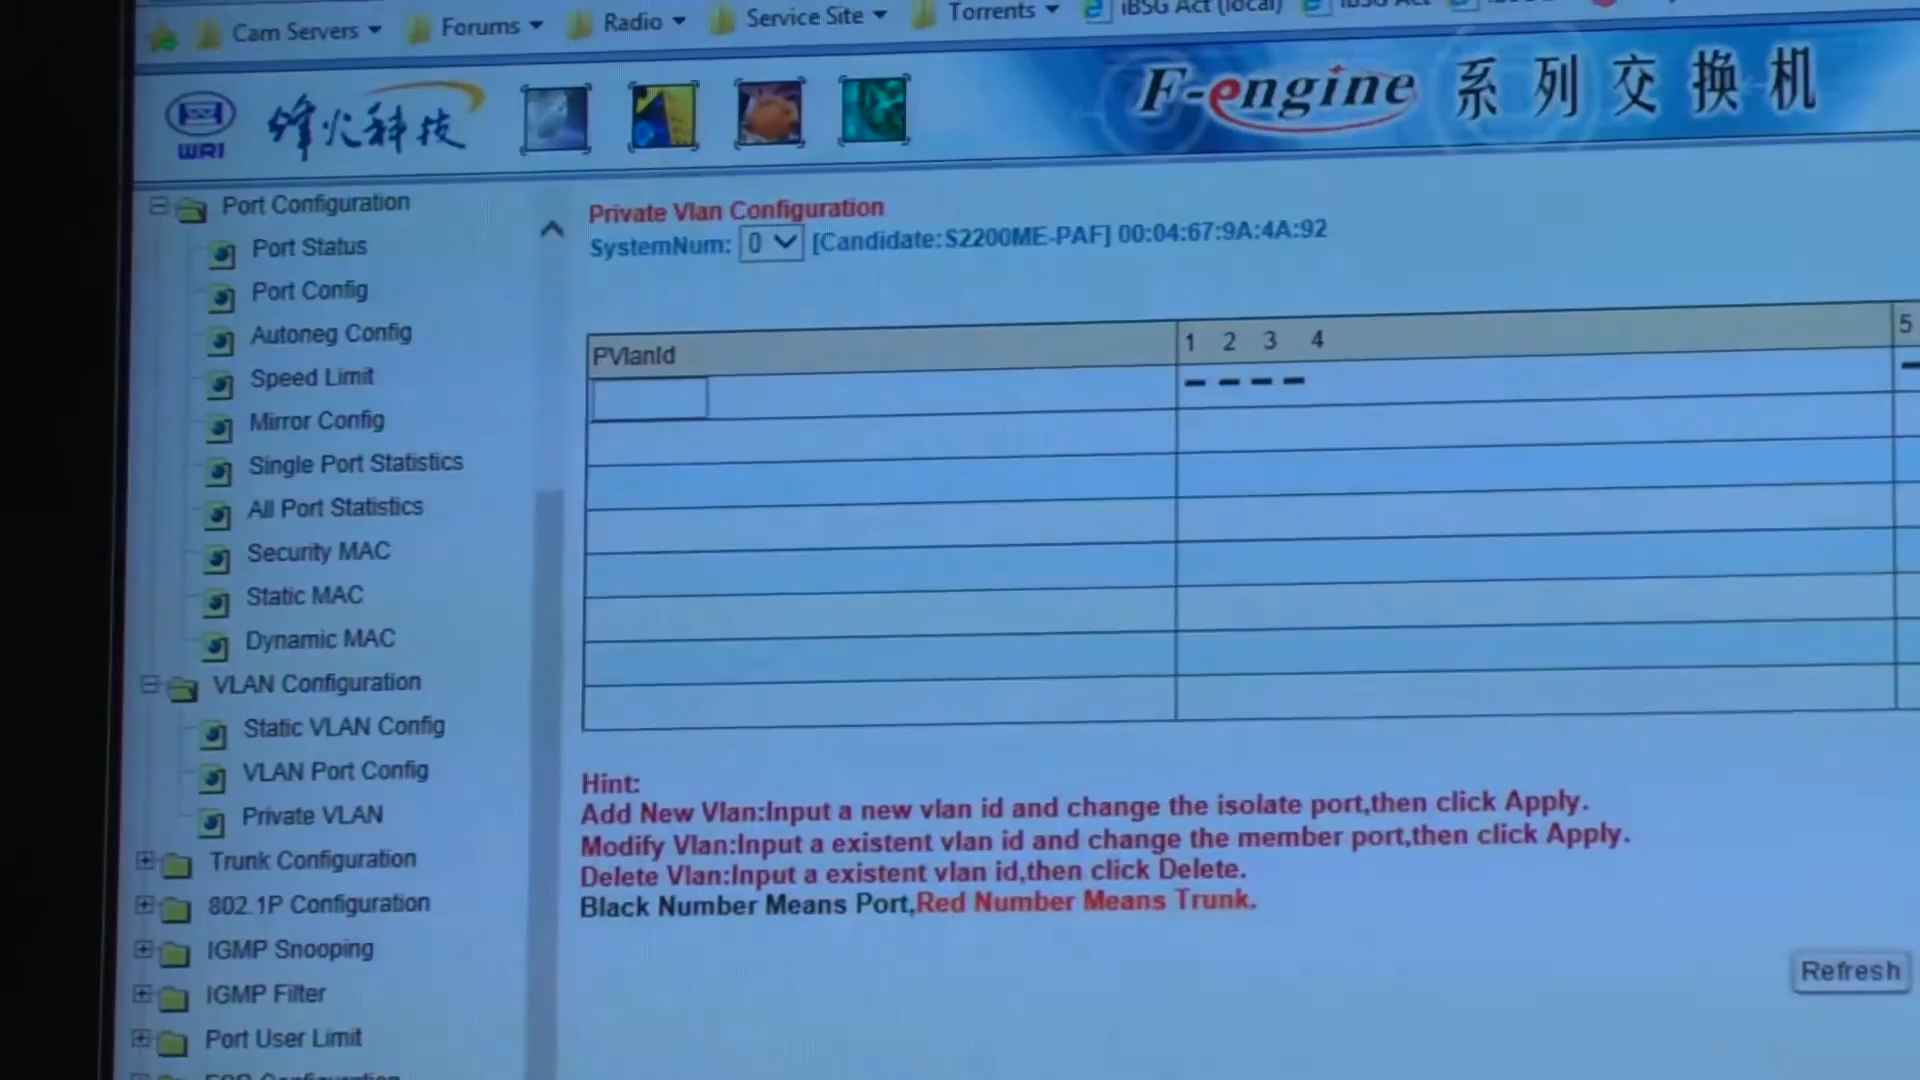 Cam Servers
Forums
Radio
Service Site
Torrents
iBSG Act (local)
WRI
烽火科技
F-engine 系列交换机
Port Configuration
Port Status
Port Config
Autoneg Config
Speed Limit
Mirror Config
Single Port Statistics
All Port Statistics
Security MAC
Static MAC
Dynamic MAC
VLAN Configuration
Static VLAN Config
VLAN Port Config
Private VLAN
Trunk Configuration
802.1P Configuration
IGMP Snooping
IGMP Filter
Port User Limit
Private Vlan Configuration
SystemNum: 0 [Candidate:S2200ME-PAF] 00:04:67:9A:4A:92
PVlanId 1 2 3 4 5
Hint:
Add New Vlan:Input a new vlan id and change the isolate port,then click Apply.
Modify Vlan:Input a existent vlan id and change the member port,then click Apply.
Delete Vlan:Input a existent vlan id,then click Delete.
Black Number Means Port,Red Number Means Trunk.
Refresh